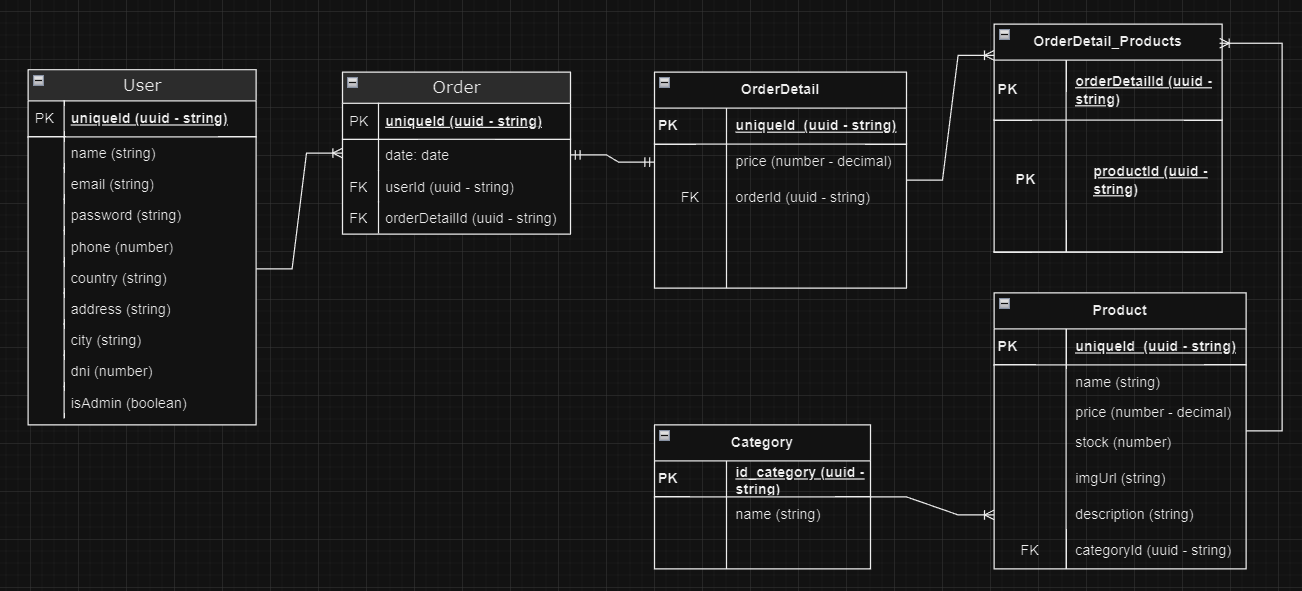 User
PK uniqueId (uuid - string)
name (string)
email (string)
password (string)
phone (number)
country (string)
address (string)
city (string)
dni (number)
isAdmin (boolean)
Order
PK uniqueId (uuid - string)
date: date
FK userId (uuid - string)
FK orderDetailId (uuid - string)
OrderDetail
PK uniqueId (uuid - string)
price (number - decimal)
FK orderId (uuid - string)
OrderDetail_Products
PK orderDetailId (uuid -
string)
PK productId (uuid -
string)
Category
PK id_category (uuid -
string)
name (string)
Product
PK uniqueId (uuid - string)
name (string)
price (number - decimal)
stock (number)
imgUrl (string)
description (string)
FK categoryId (uuid - string)